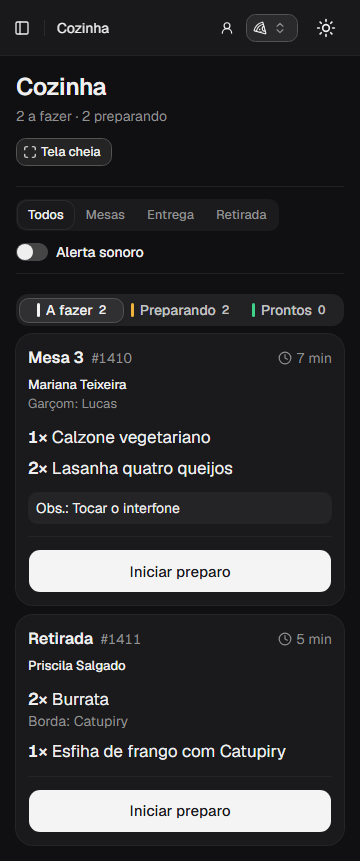 Cozinha
Cozinha
2 a fazer · 2 preparando
Tela cheia
Todos Mesas Entrega Retirada
Alerta sonoro
A fazer 2 Preparando 2 Prontos 0
Mesa 3 #1410 7 min
Mariana Teixeira
Garçom: Lucas
1× Calzone vegetariano
2× Lasanha quatro queijos
Obs.: Tocar o interfone
Iniciar preparo
Retirada #1411 5 min
Priscila Salgado
2× Burrata
Borda: Catupiry
1× Esfiha de frango com Catupiry
Iniciar preparo